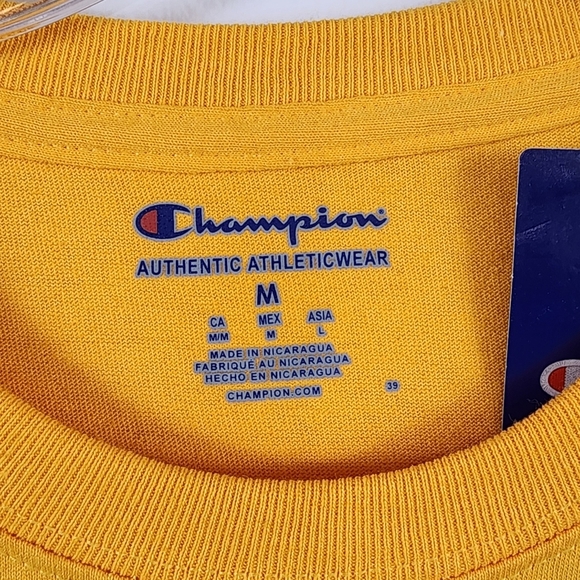 Champion
AUTHENTIC ATHLETICWEAR
M
CA MEX ASIA
M/M M L
MADE IN NICARAGUA
FABRIQUÉ AU NICARAGUA
HECHO EN NICARAGUA
CHAMPION.COM 39